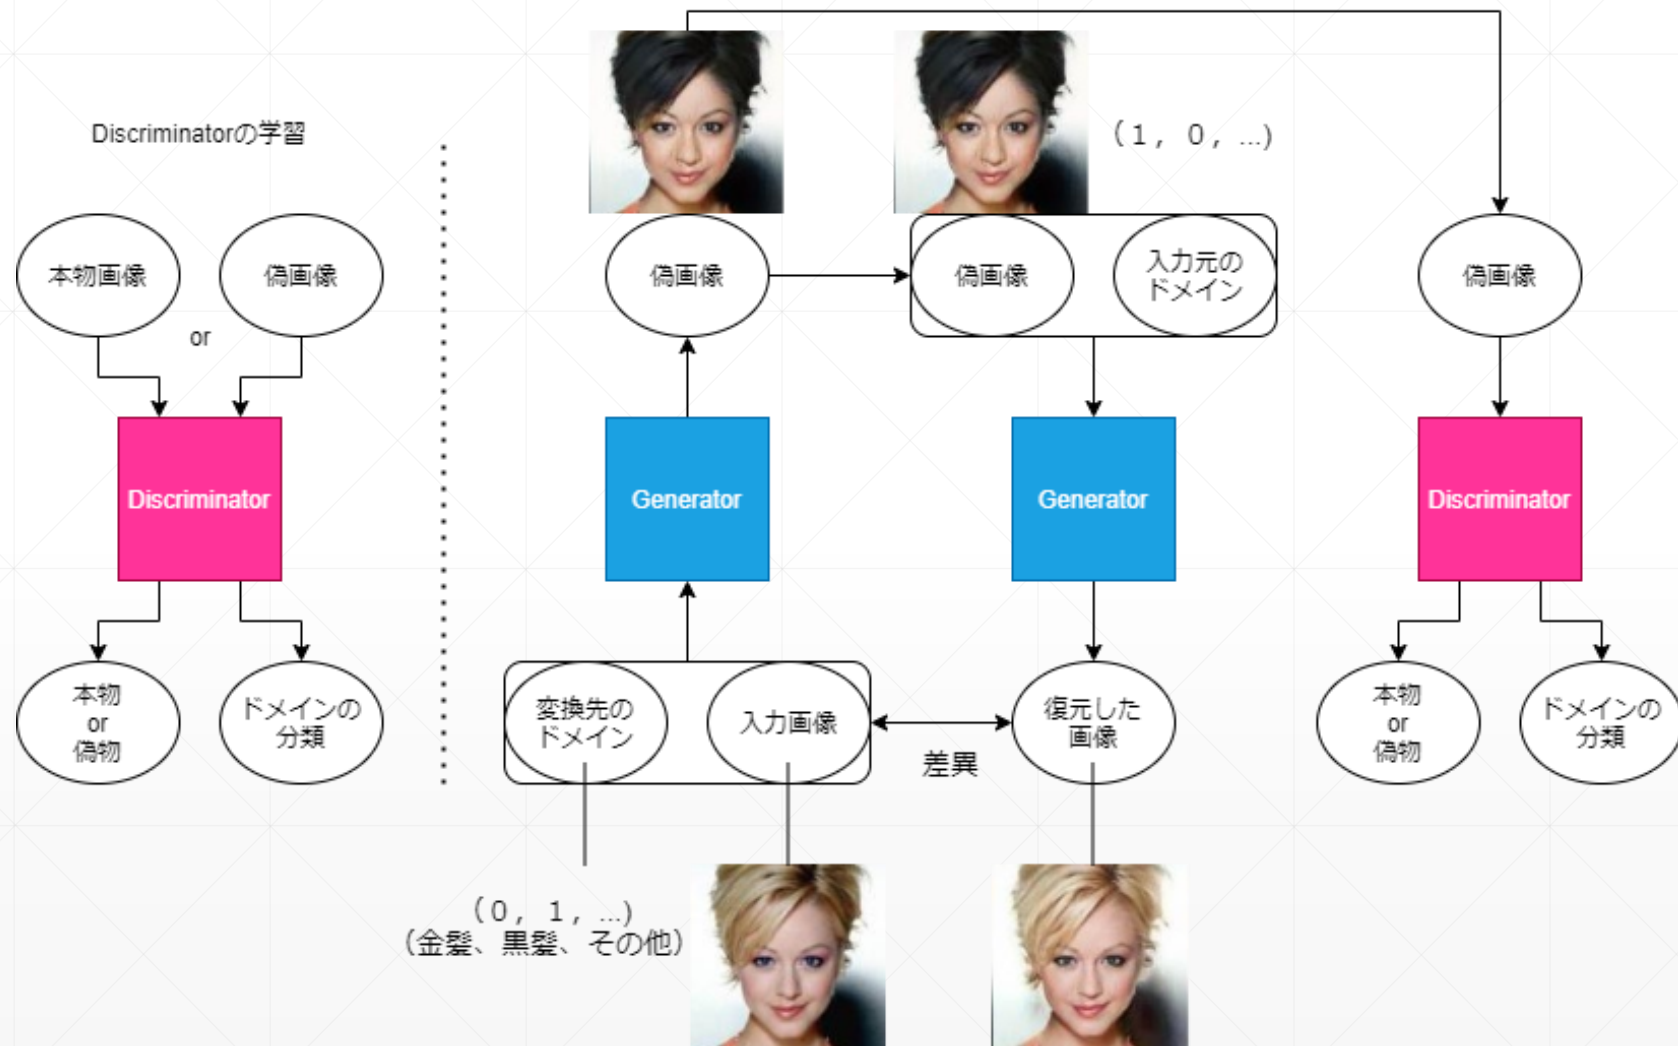 Discriminatorの学習
本物画像
偽画像
or
Discriminator
本物
or
偽物
ドメインの
分類
偽画像
偽画像
入力元の
ドメイン
（1，0，...）
Generator
Generator
変換先の
ドメイン
入力画像
差異
復元した
画像
（0，1，...）
（金髪、黒髪、その他）
偽画像
Discriminator
本物
or
偽物
ドメインの
分類